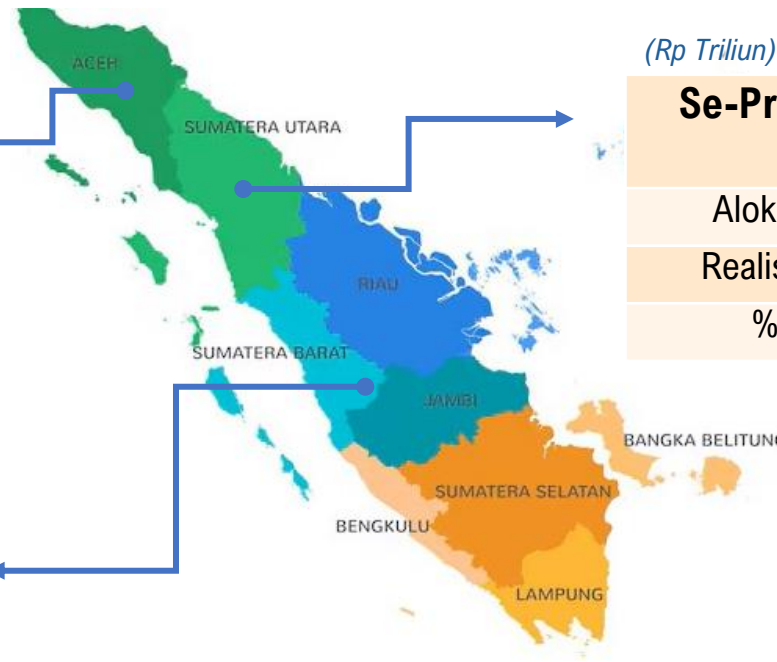 (Rp Triliun)
Se-Pr
Alok
Realis
%
ACEH
SUMATERA UTARA
RIAU
SUMATERA BARAT
JAMBI
BANGKA BELITUNG
SUMATERA SELATAN
BENGKULU
LAMPUNG